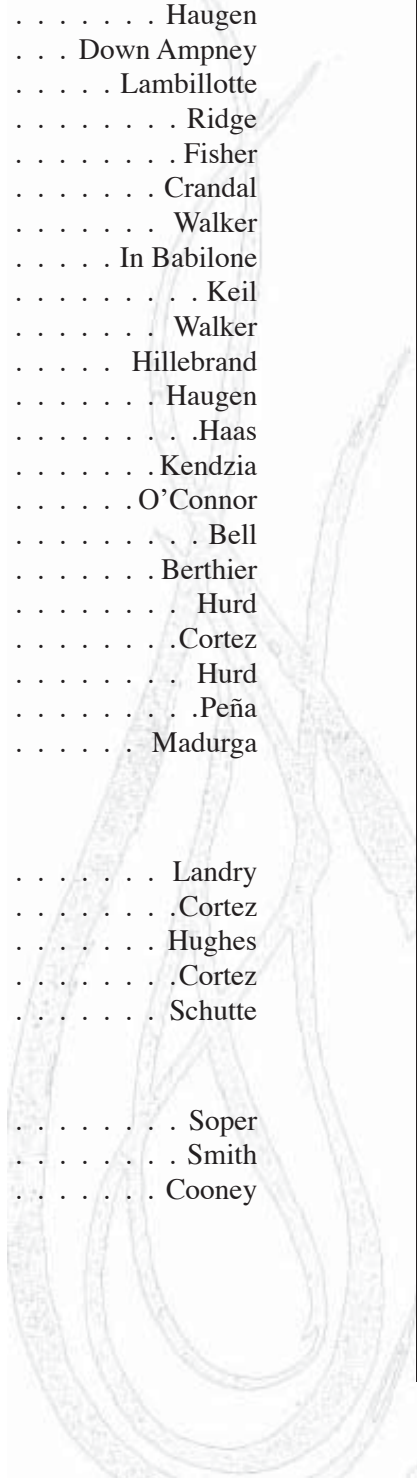 . . . . . . . Haugen
. . . Down Ampney
. . . . . Lambillotte
. . . . . . . . Ridge
. . . . . . . . Fisher
. . . . . . . Crandal
. . . . . . . Walker
. . . . . In Babilone
. . . . . . . . . Keil
. . . . . . . Walker
. . . . . Hillebrand
. . . . . . . Haugen
. . . . . . . . .Haas
. . . . . . . Kendzia
. . . . . . O’Connor
. . . . . . . . . Bell
. . . . . . . Berthier
. . . . . . . . Hurd
. . . . . . . .Cortez
. . . . . . . . Hurd
. . . . . . . . .Peña
. . . . . . Madurga
. . . . . . . Landry
. . . . . . . .Cortez
. . . . . . . Hughes
. . . . . . . .Cortez
. . . . . . . Schutte
. . . . . . . . Soper
. . . . . . . . Smith
. . . . . . . Cooney